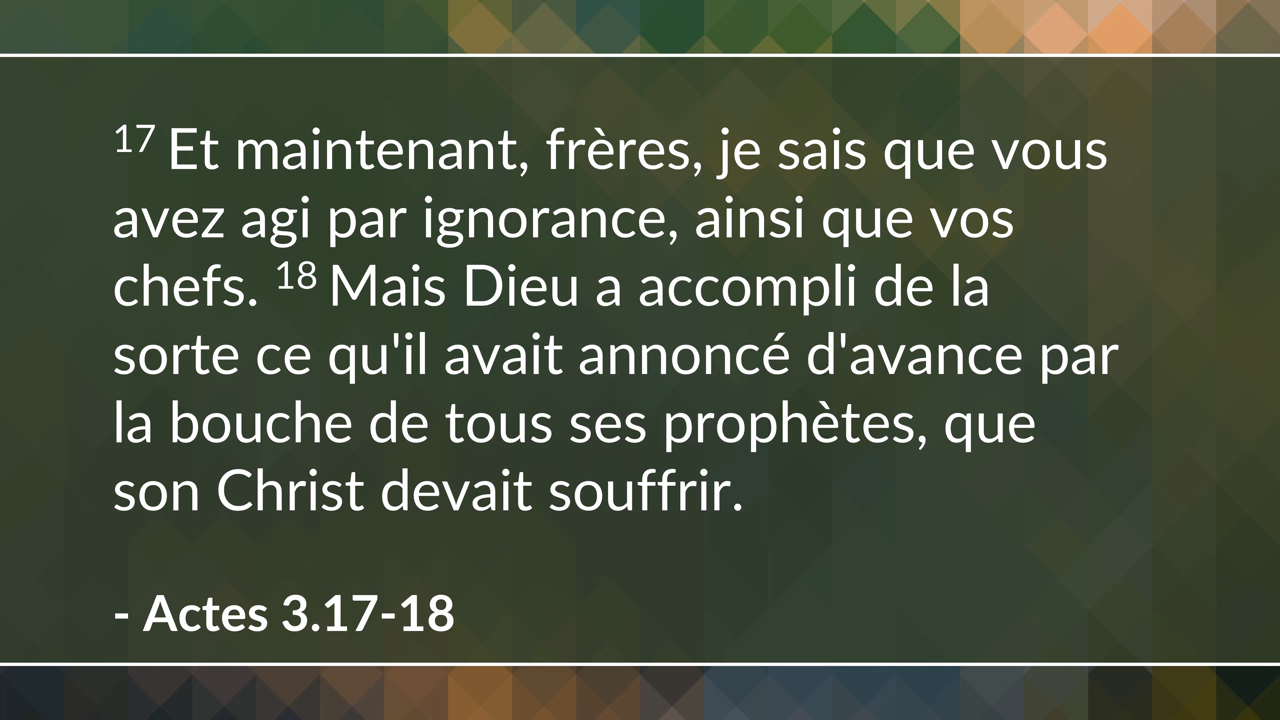 17 Et maintenant, frères, je sais que vous
avez agi par ignorance, ainsi que vos
chefs. 18 Mais Dieu a accompli de la
sorte ce qu'il avait annoncé d'avance par
la bouche de tous ses prophètes, que
son Christ devait souffrir.
- Actes 3.17-18